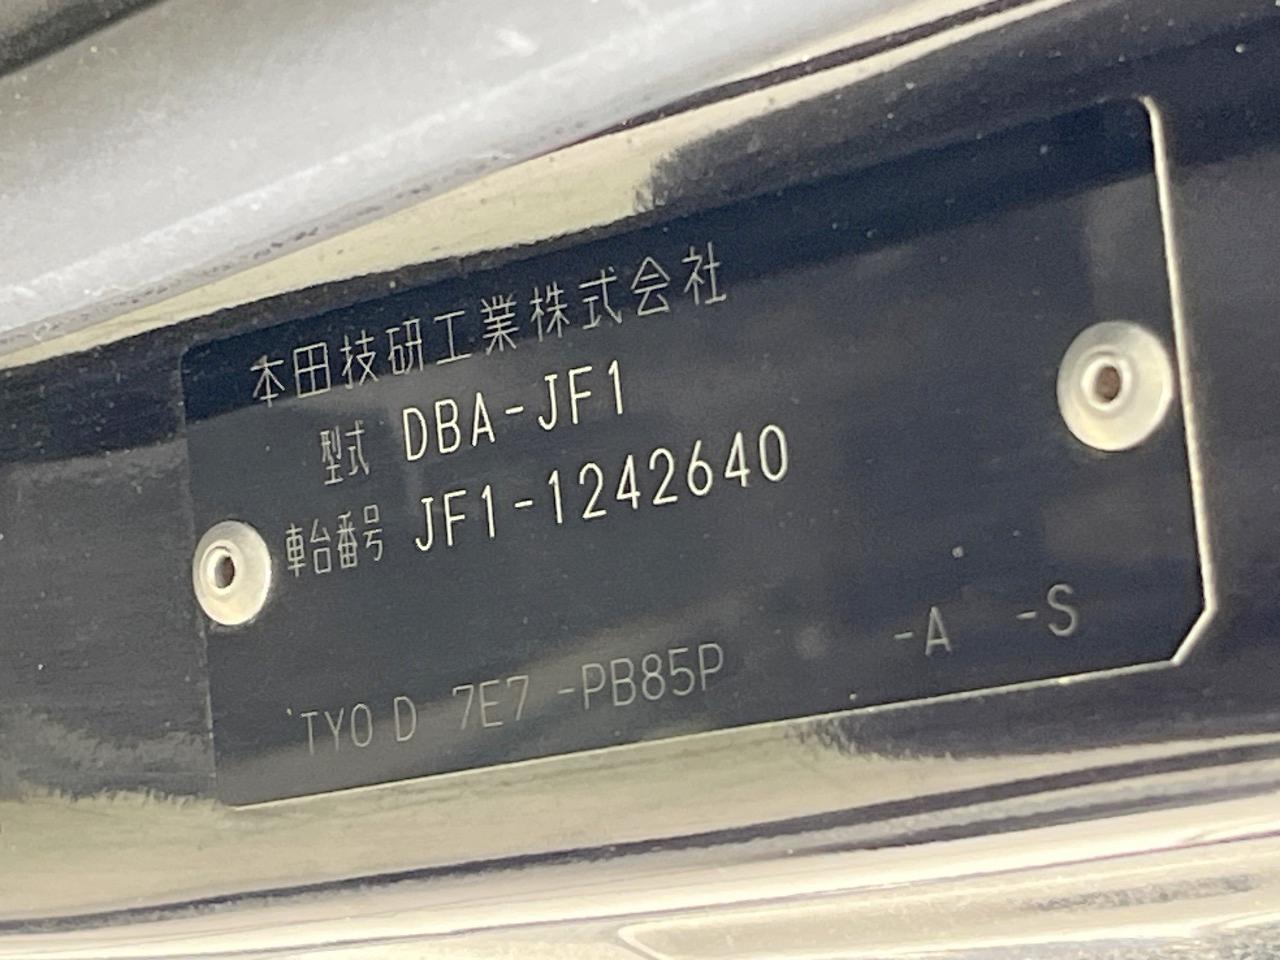 本田技研工業株式会社
型式 DBA-JF1
車台番号 JF1-1242640
TYO D 7E7 -PB85P -A -S